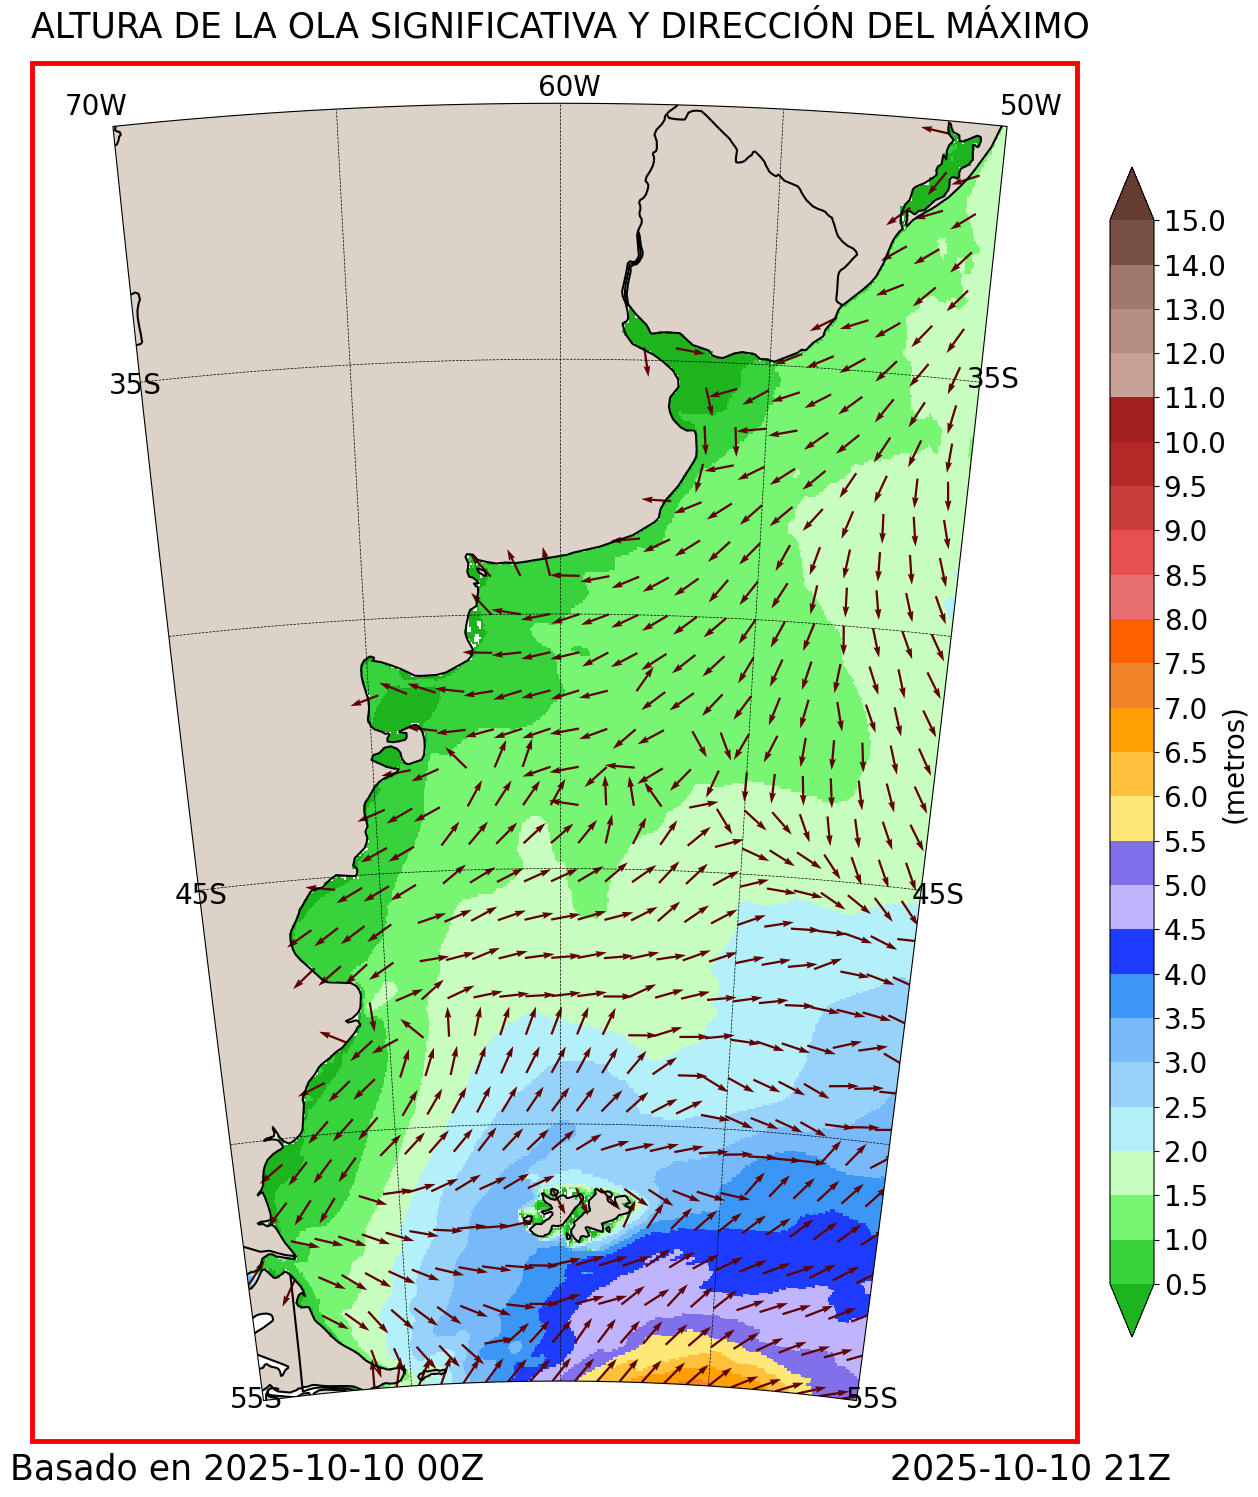 ALTURA DE LA OLA SIGNIFICATIVA Y DIRECCIÓN DEL MÁXIMO
70W
60W
50W
35S
35S
45S
45S
55S
55S
15.0
14.0
13.0
12.0
11.0
10.0
9.5
9.0
8.5
8.0
7.5
7.0
6.5
6.0
5.5
5.0
4.5
4.0
3.5
3.0
2.5
2.0
1.5
1.0
0.5
(metros)
Basado en 2025-10-10 00Z
2025-10-10 21Z